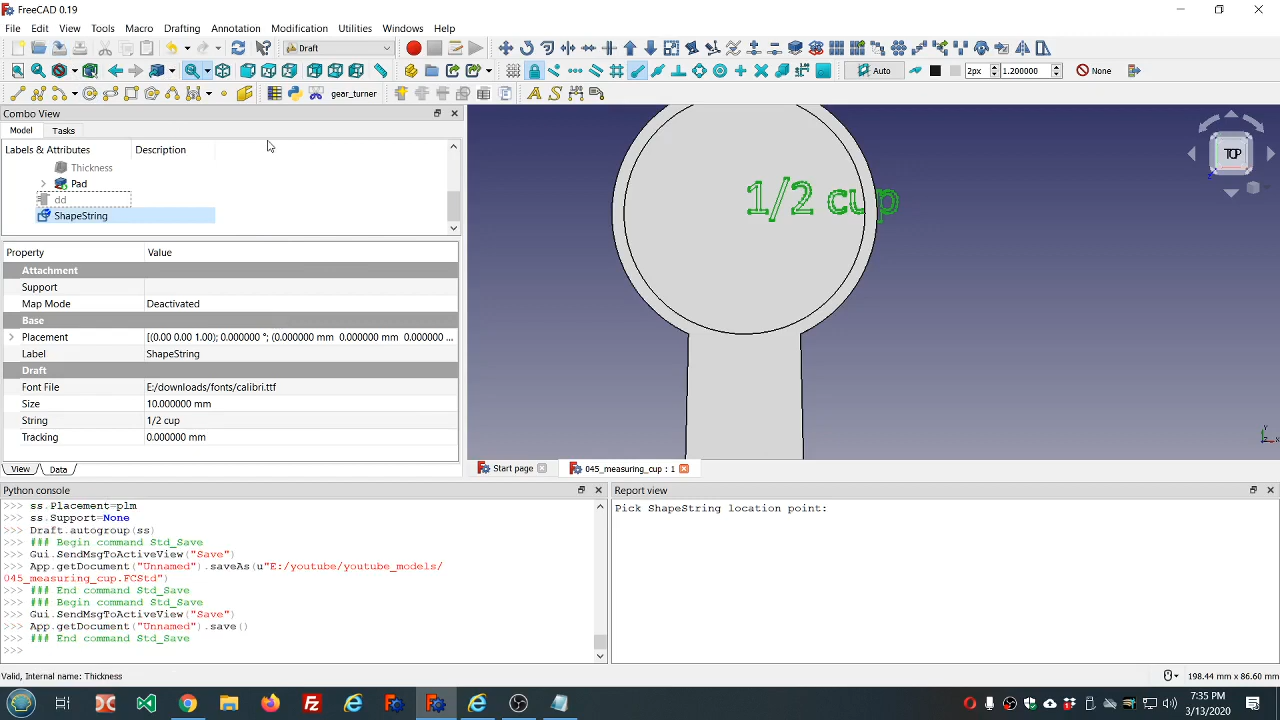 FreeCAD 0.19
File Edit View Tools Macro Drafting Annotation Modification Utilities Windows Help
Draft
Auto
2px
1.200000
None
gear_turner
Combo View
Model Tasks
Labels & Attributes Description
Thickness
Pad
dd
ShapeString
Property Value
Attachment
Support
Map Mode Deactivated
Base
Placement [(0.00 0.00 1.00); 0.000000 °; (0.000000 mm 0.000000 mm 0.000000 ...
Label ShapeString
Draft
Font File E:/downloads/fonts/calibri.ttf
Size 10.000000 mm
String 1/2 cup
Tracking 0.000000 mm
View Data
1/2 cup
TOP
Start page
045_measuring_cup : 1
Python console
>>> ss.Placement=plm
>>> ss.Support=None
>>> Draft.autogroup(ss)
>>> ### Begin command Std_Save
>>> Gui.SendMsgToActiveView("Save")
>>> App.getDocument("Unnamed").saveAs(u"E:/youtube/youtube_models/
045_measuring_cup.FCStd")
>>> ### End command Std_Save
>>> ### Begin command Std_Save
>>> Gui.SendMsgToActiveView("Save")
>>> App.getDocument("Unnamed").save()
>>> ### End command Std_Save
>>>
Report view
Pick ShapeString location point:
Valid, Internal name: Thickness
198.44 mm x 86.60 mm
7:35 PM
3/13/2020